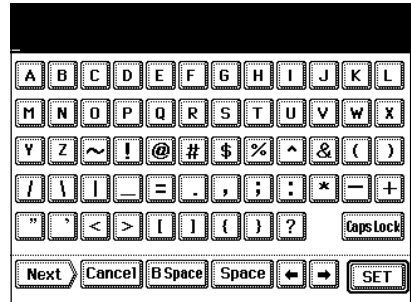 _
A B C D E F G H I J K L
M N O P Q R S T U V W X
Y Z ~ ! @ # $ % ^ & ( )
/ \ | _ = . , ; : * - +
" ' < > [ ] { } ? Caps Lock
Next Cancel B Space Space ← → SET